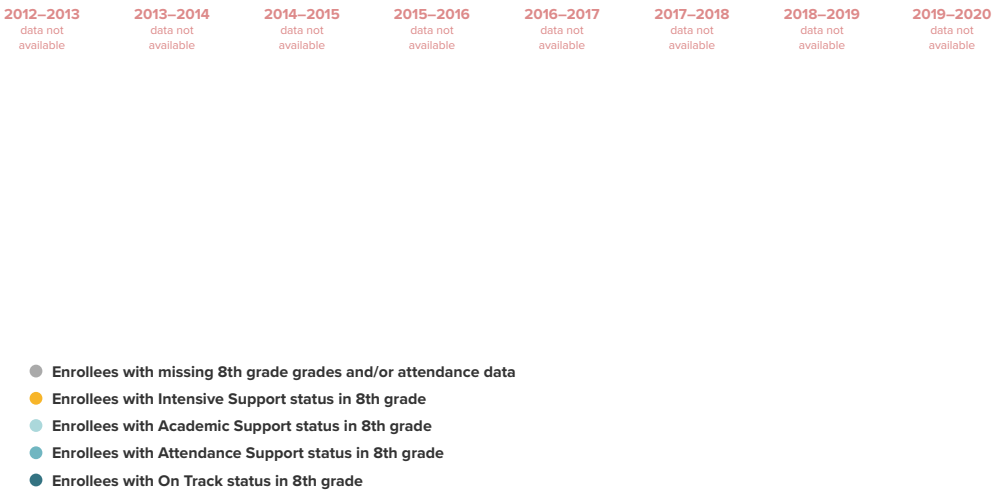 2012–2013 2013–2014 2014–2015 2015–2016 2016–2017 2017–2018 2018–2019 2019–2020
data not data not data not data not data not data not data not data not
available available available available available available available available
Enrollees with missing 8th grade grades and/or attendance data
Enrollees with Intensive Support status in 8th grade
Enrollees with Academic Support status in 8th grade
Enrollees with Attendance Support status in 8th grade
Enrollees with On Track status in 8th grade